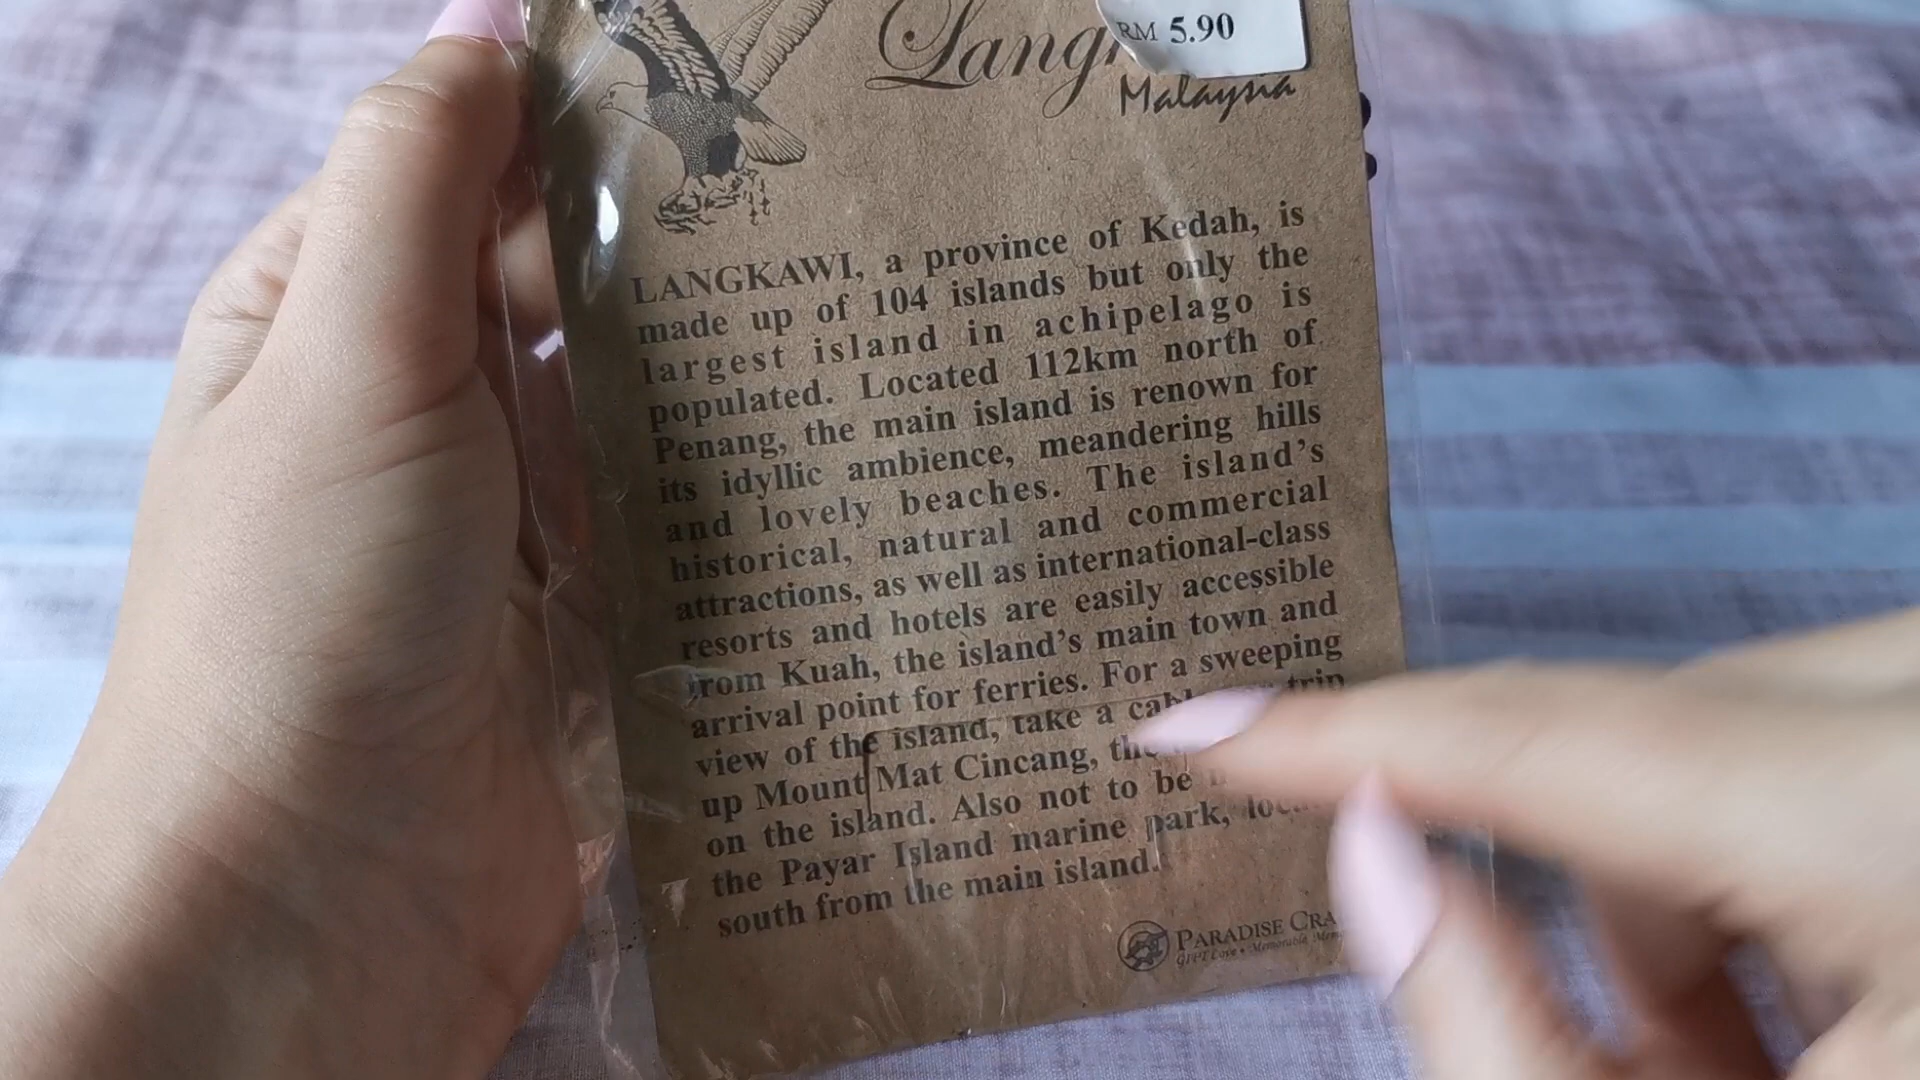 RM 5.90
Malaysia
LANGKAWI, a province of Kedah, is
made up of 104 islands but only the
largest island in achipelago is
populated. Located 112km north of
Penang, the main island is renown for
its idyllic ambience, meandering hills
and lovely beaches. The island's
historical, natural and commercial
attractions, as well as international-class
resorts and hotels are easily accessible
from Kuah, the island's main town and
arrival point for ferries. For a sweeping
view of the island, take a trip
up Mount Mat Cincang,
on the island. Also not to be
the Payar Island marine park,
south from the main island.
PARADISE